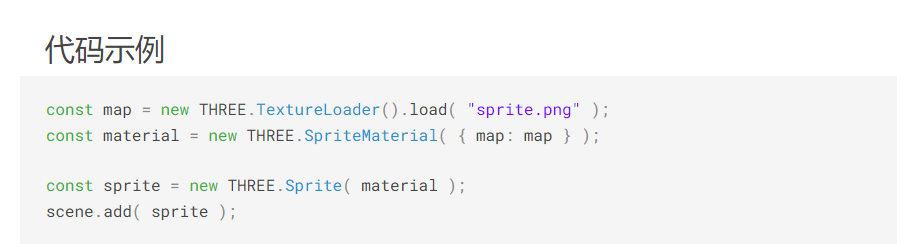 代码示例
const map = new THREE.TextureLoader().load( "sprite.png" );
const material = new THREE.SpriteMaterial( { map: map } );
const sprite = new THREE.Sprite( material );
scene.add( sprite );